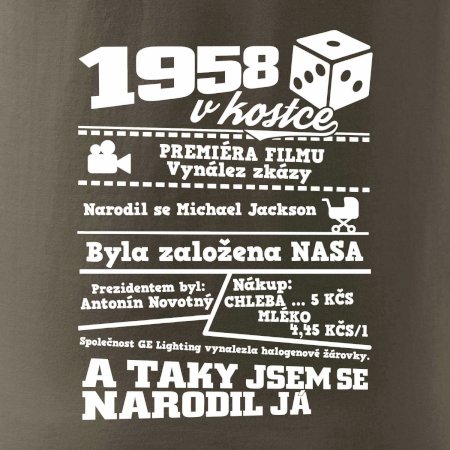 1958
v kostce
PREMIÉRA FILMU
Vynález zkázy
Narodil se Michael Jackson
Byla založena NASA
Prezidentem byl:
Antonín Novotný
Nákup:
CHLEBA ... 5 KČS
MLÉKO
4,45 KČS/l
Společnost GE Lighting vynalezla halogenové žárovky.
A TAKY JSEM SE
NARODIL JÁ